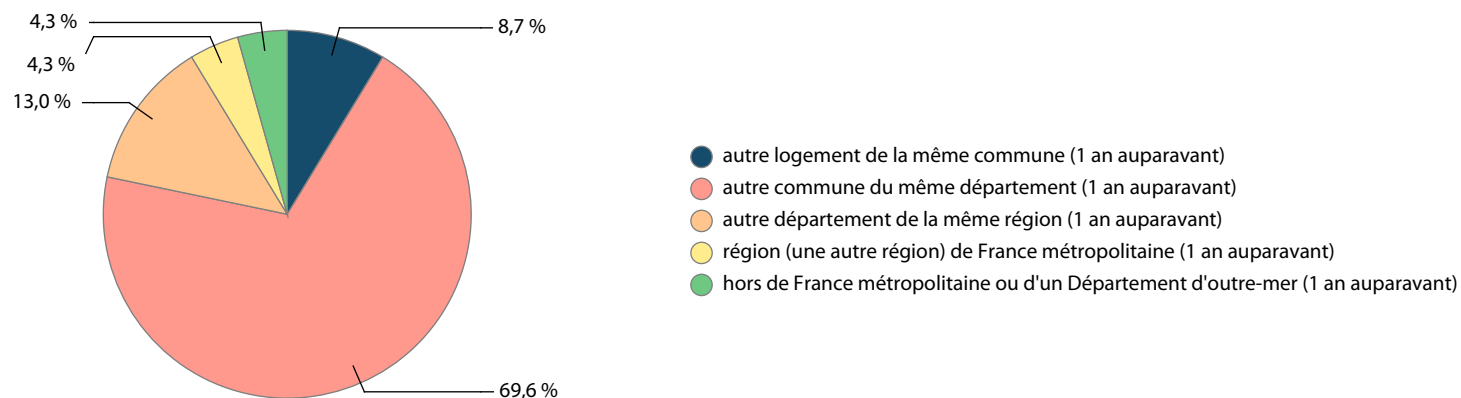 4,3 %
8,7 %
4,3 %
13,0 %
autre logement de la même commune (1 an auparavant)
autre commune du même département (1 an auparavant)
autre département de la même région (1 an auparavant)
région (une autre région) de France métropolitaine (1 an auparavant)
hors de France métropolitaine ou d'un Département d'outre-mer (1 an auparavant)
69,6 %